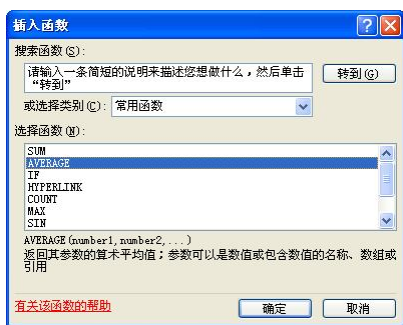 插入函数
搜索函数(S):
请输入一条简短的说明来描述您想做什么，然后单击
“转到”
转到(G)
或选择类别(C): 常用函数
选择函数(N):
SUM
AVERAGE
IF
HYPERLINK
COUNT
MAX
SIN
AVERAGE(number1,number2,...)
返回其参数的算术平均值；参数可以是数值或包含数值的名称、数组或
引用
有关该函数的帮助
确定
取消